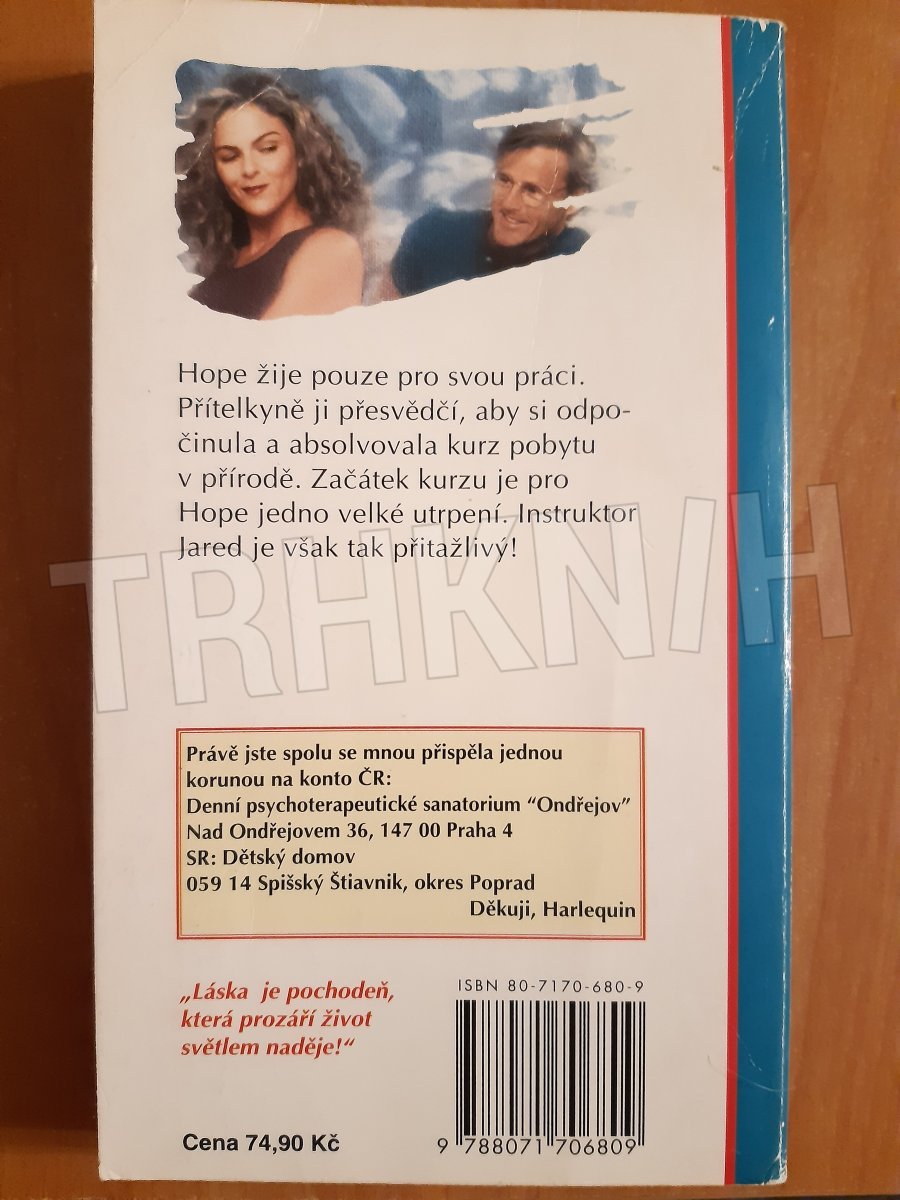 Hope žije pouze pro svou práci.
Přítelkyně ji přesvědčí, aby si odpo-
činula a absolvovala kurz pobytu
v přírodě. Začátek kurzu je pro
Hope jedno velké utrpení. Instruktor
Jared je však tak přitažlivý!
TRHKNIH
Právě jste spolu se mnou přispěla jednou
korunou na konto ČR:
Denní psychoterapeutické sanatorium “Ondřejov”
Nad Ondřejovem 36, 147 00 Praha 4
SR: Dětský domov
059 14 Spišský Štiavnik, okres Poprad
Děkuji, Harlequin
„Láska je pochodeň,
která prozáří život
světlem naděje!“
Cena 74,90 Kč
ISBN 80-7170-680-9
9 788071 706809